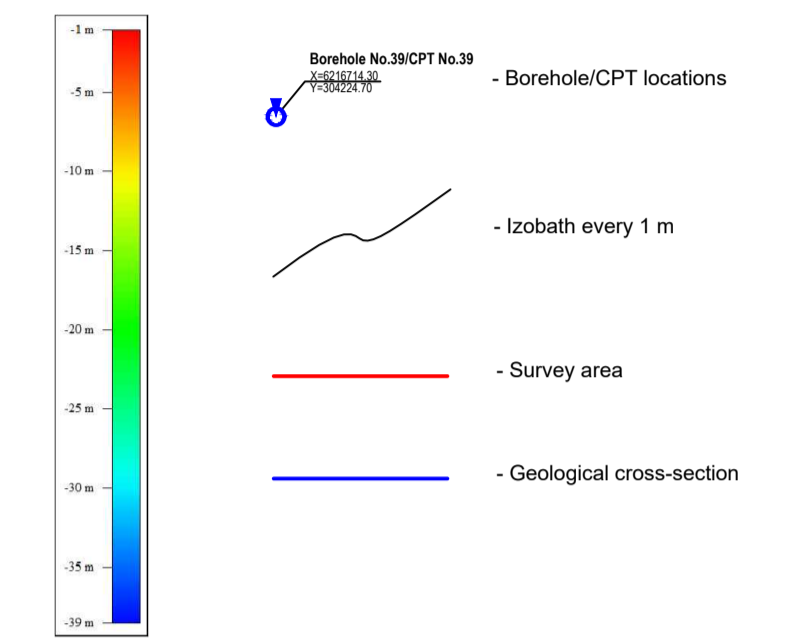 -1 m
-5 m
-10 m
-15 m
-20 m
-25 m
-30 m
-35 m
-39 m
Borehole No.39/CPT No.39
X=6216714.30
Y=304224.70
- Borehole/CPT locations
- Izobath every 1 m
- Survey area
- Geological cross-section